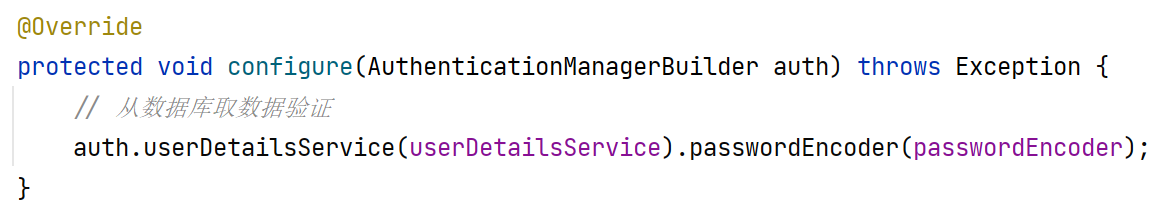 @Override
protected void configure(AuthenticationManagerBuilder auth) throws Exception {
// 从数据库取数据验证
auth.userDetailsService(userDetailsService).passwordEncoder(passwordEncoder);
}